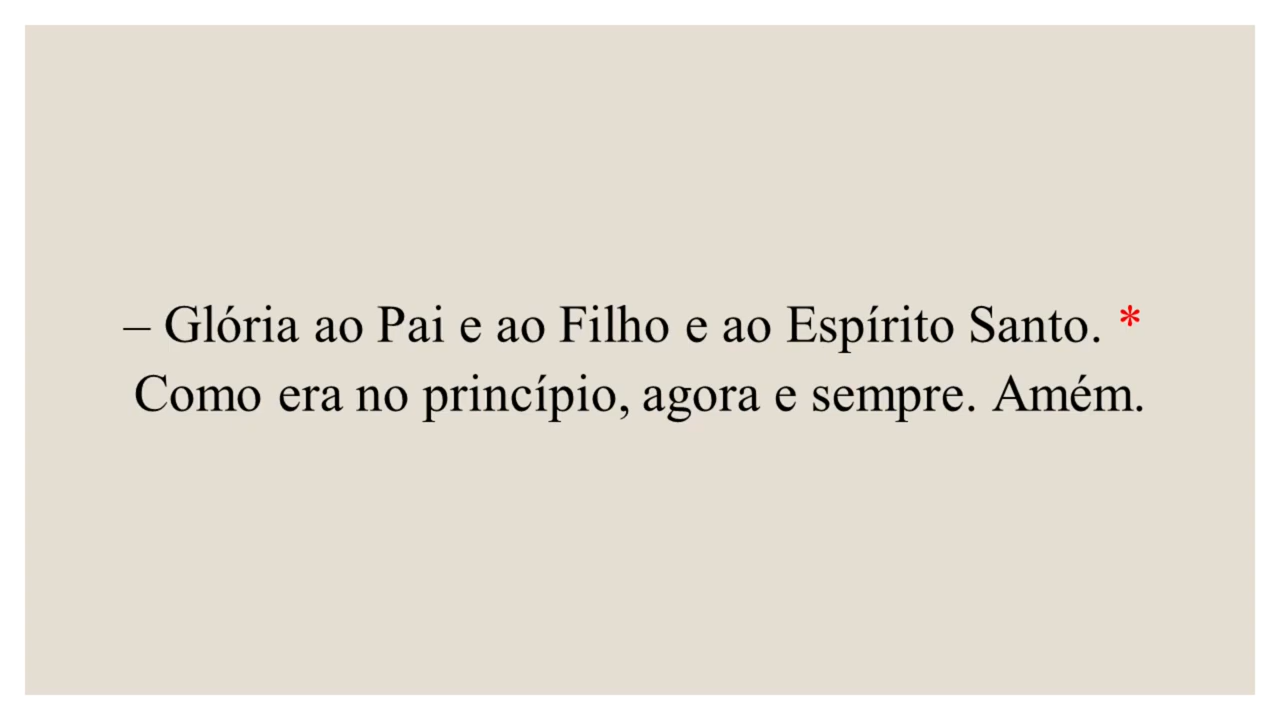 – Glória ao Pai e ao Filho e ao Espírito Santo. *
Como era no princípio, agora e sempre. Amém.